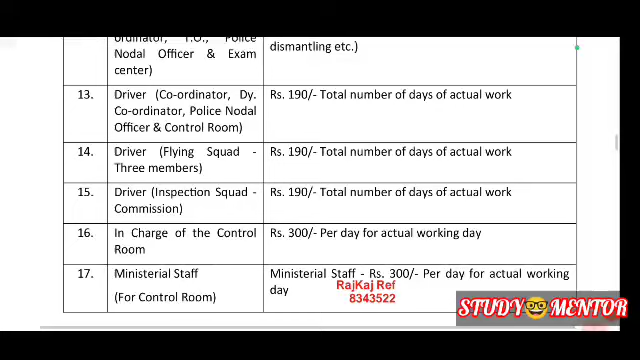 ordinator, T.O., Police
Nodal Officer & Exam
center)
dismantling etc.)
13.
Driver (Co-ordinator, Dy.
Co-ordinator, Police Nodal
Officer & Control Room)
Rs. 190/- Total number of days of actual work
14.
Driver (Flying Squad -
Three members)
Rs. 190/- Total number of days of actual work
15.
Driver (Inspection Squad -
Commission)
Rs. 190/- Total number of days of actual work
16.
In Charge of the Control
Room
Rs. 300/- Per day for actual working day
17.
Ministerial Staff
(For Control Room)
Ministerial Staff - Rs. 300/- Per day for actual working
day
RajKaj Ref
8343522
STUDY MENTOR